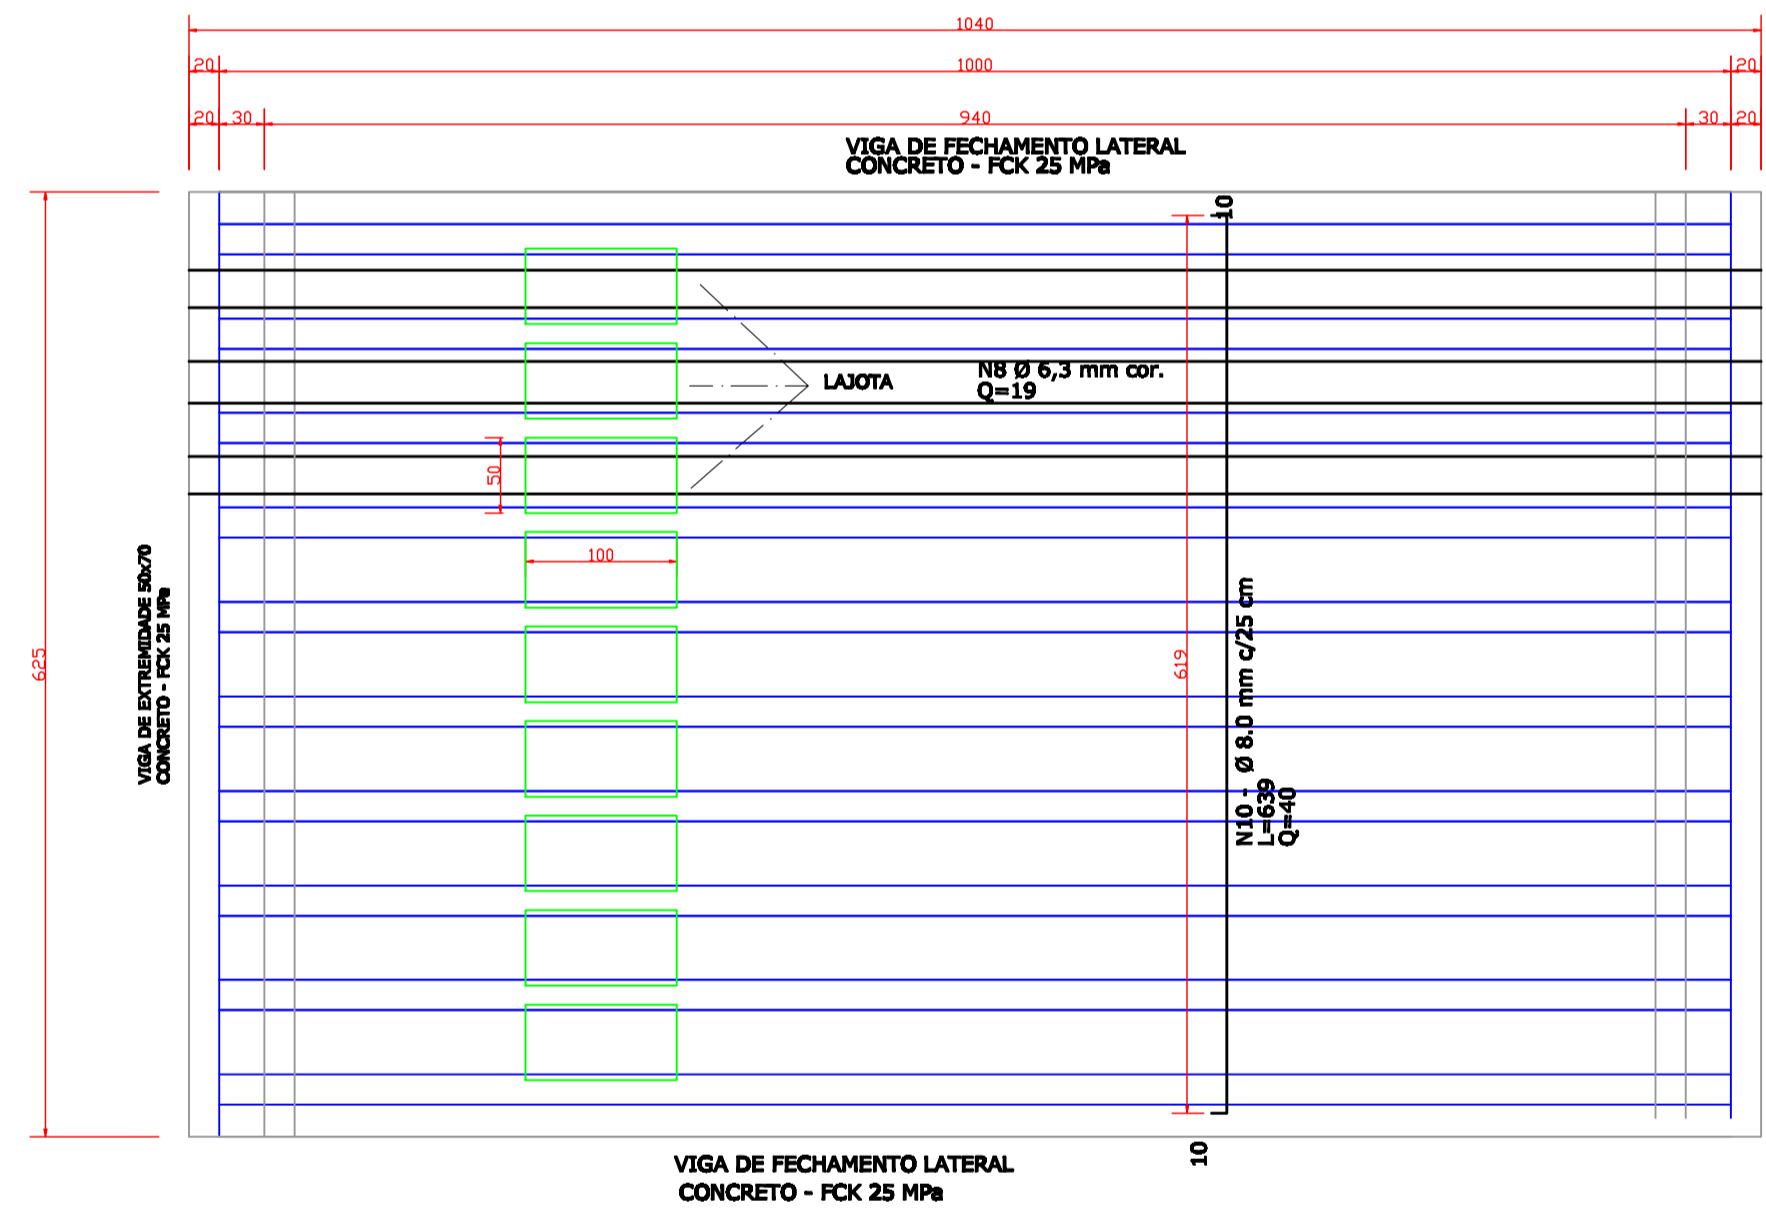 1040
20
1000
20
20
30
940
30
20
VIGA DE FECHAMENTO LATERAL
CONCRETO - FCK 25 MPa
10
N8 Ø 6,3 mm cor.
Q=19
LAJOTA
50
100
VIGA DE EXTREMIDADE 50x70
CONCRETO - FCK 25 MPa
625
619
N10 - Ø 8.0 mm c/25 cm
L=639
Q=40
10
VIGA DE FECHAMENTO LATERAL
CONCRETO - FCK 25 MPa